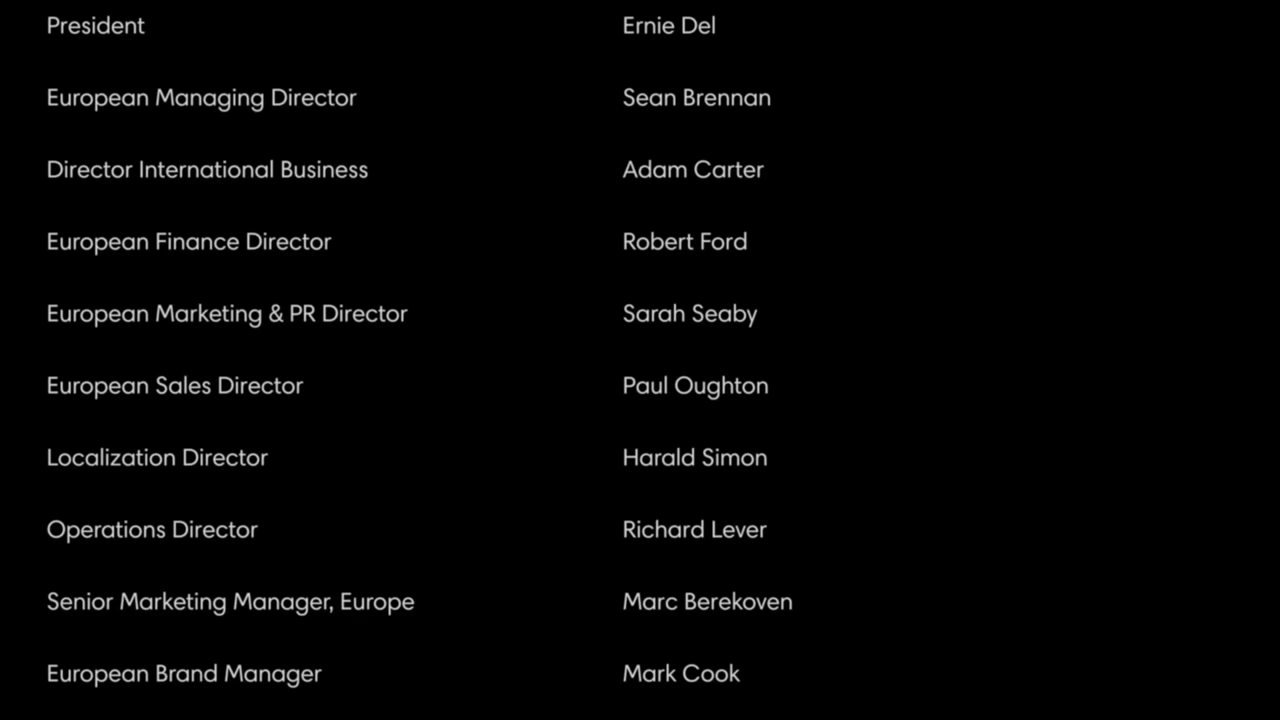 President Ernie Del
European Managing Director Sean Brennan
Director International Business Adam Carter
European Finance Director Robert Ford
European Marketing & PR Director Sarah Seaby
European Sales Director Paul Oughton
Localization Director Harald Simon
Operations Director Richard Lever
Senior Marketing Manager, Europe Marc Berekoven
European Brand Manager Mark Cook